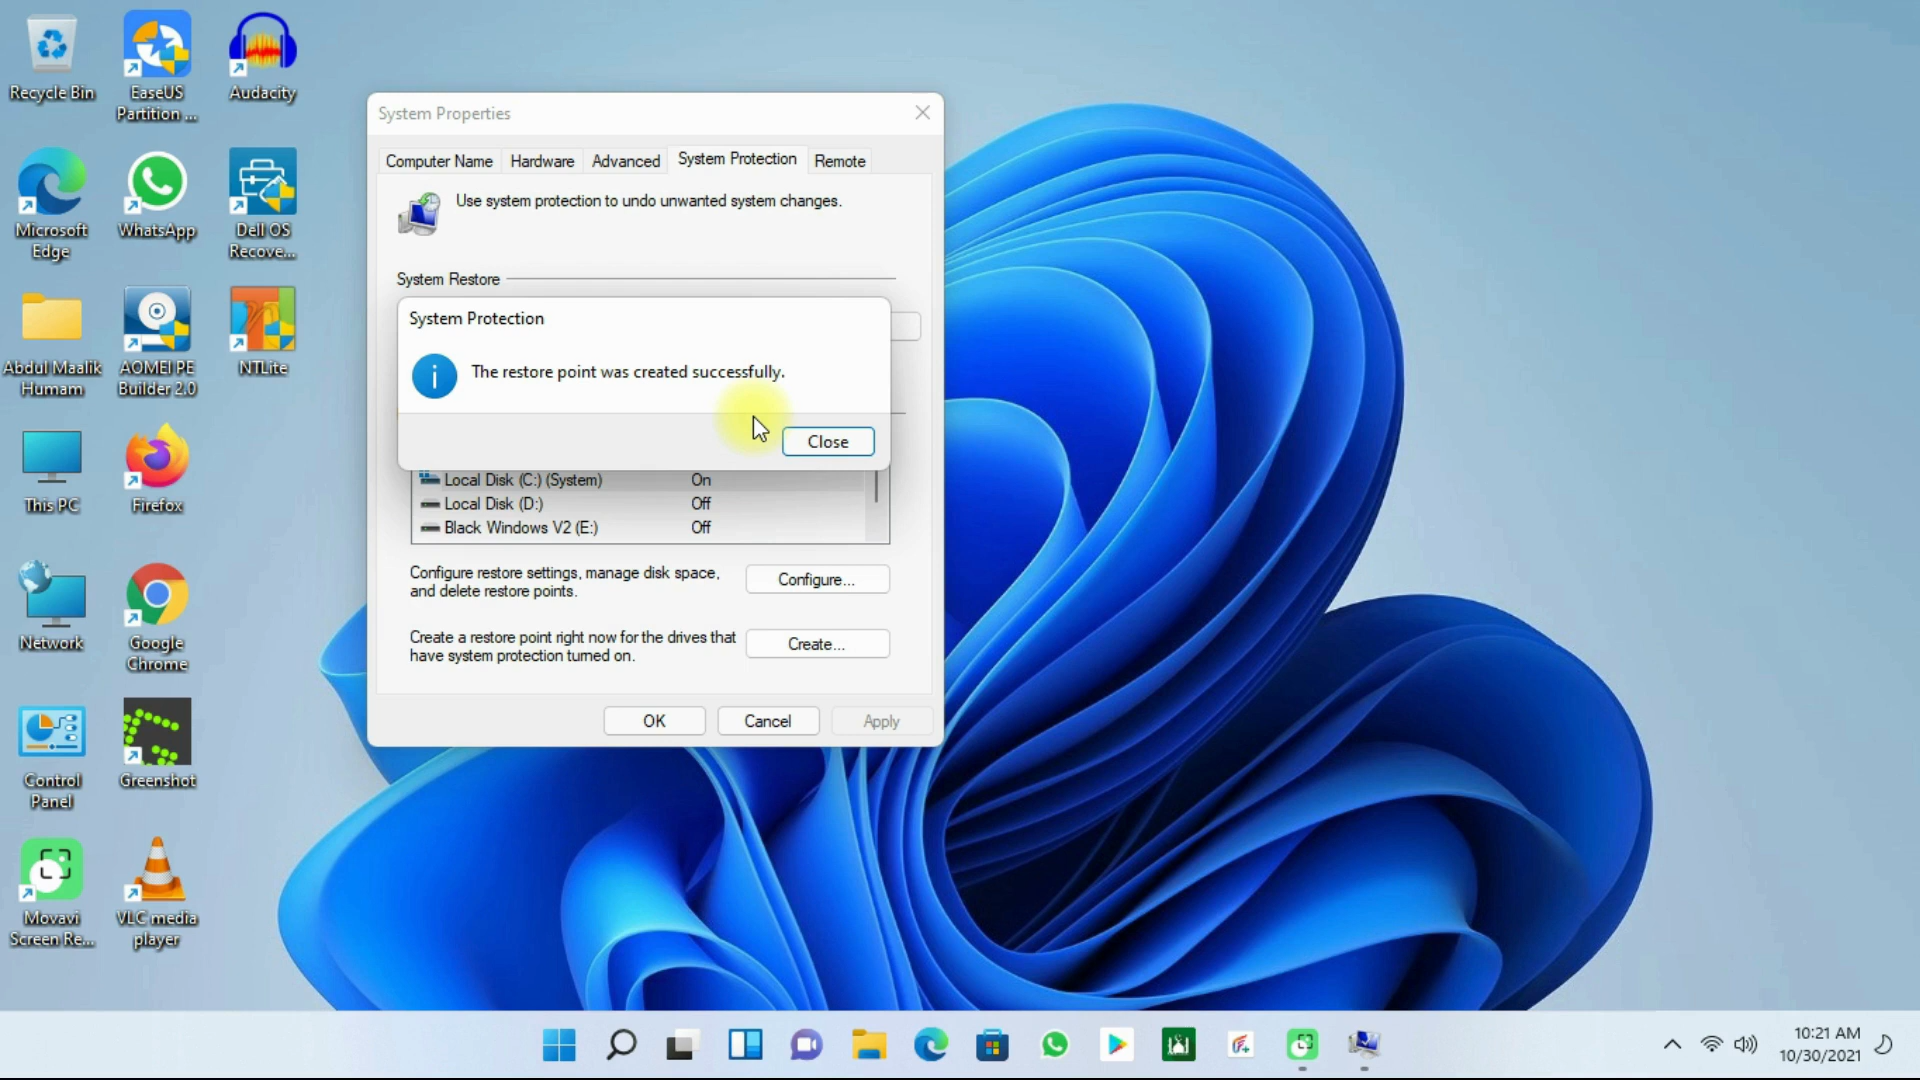 Recycle Bin
EaseUS
Partition ...
Audacity
Microsoft
Edge
WhatsApp
Dell OS
Recove...
Abdul Maalik
Humam
AOMEI PE
Builder 2.0
NTLite
This PC
Firefox
Network
Google
Chrome
Control
Panel
Greenshot
Movavi
Screen Re...
VLC media
player
System Properties
Computer Name
Hardware
Advanced
System Protection
Remote
Use system protection to undo unwanted system changes.
System Restore
System Protection
The restore point was created successfully.
Close
Local Disk (C:) (System) On
Local Disk (D:) Off
Black Windows V2 (E:) Off
Configure restore settings, manage disk space,
and delete restore points.
Configure...
Create a restore point right now for the drives that
have system protection turned on.
Create...
OK
Cancel
Apply
10:21 AM
10/30/2021